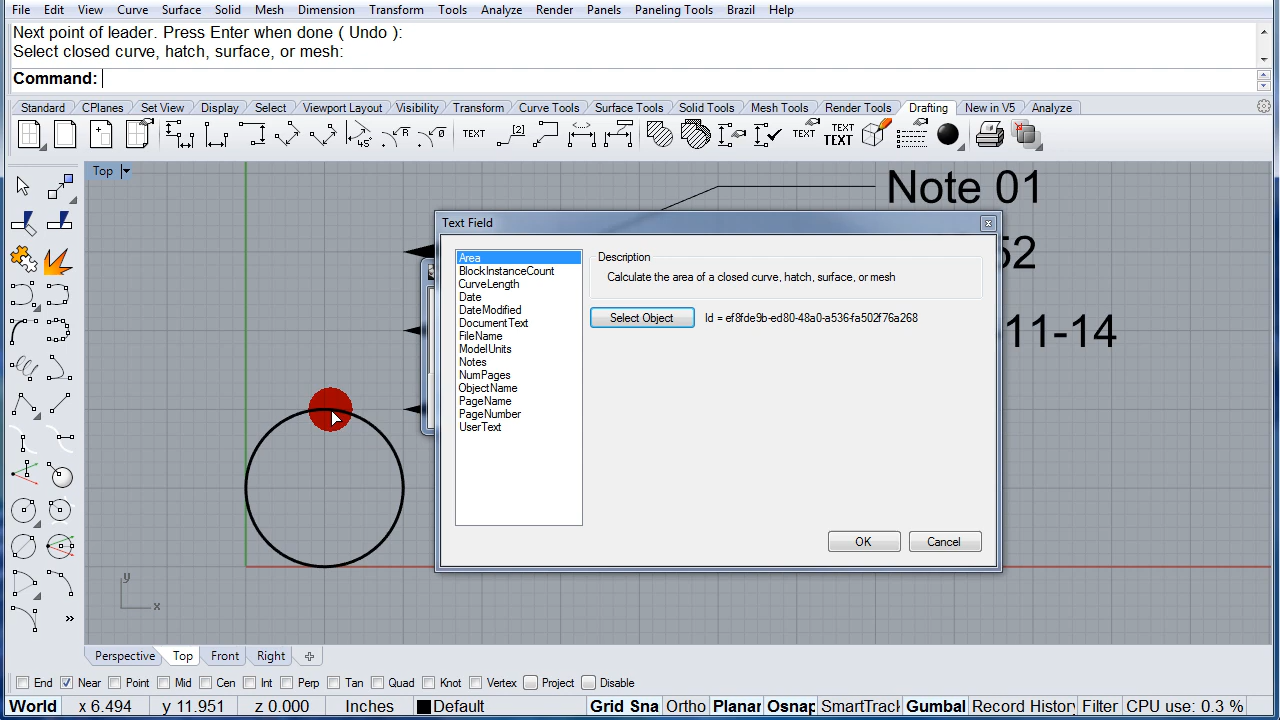 File Edit View Curve Surface Solid Mesh Dimension Transform Tools Analyze Render Panels Paneling Tools Brazil Help
Next point of leader. Press Enter when done ( Undo ):
Select closed curve, hatch, surface, or mesh:
Command:
Standard CPlanes Set View Display Select Viewport Layout Visibility Transform Curve Tools Surface Tools Solid Tools Mesh Tools Render Tools Drafting New in V5 Analyze
45° R TEXT 2 TEXT TEXT TEXT
Top
Note 01
Text Field
52
Area
BlockInstanceCount
CurveLength
Date
DateModified
DocumentText
FileName
ModelUnits
Notes
NumPages
ObjectName
PageName
PageNumber
UserText
Description
Calculate the area of a closed curve, hatch, surface, or mesh
Select Object Id = ef8fde9b-ed80-48a0-a536-fa502f76a268
11-14
OK Cancel
y
x
Perspective Top Front Right
End Near Point Mid Cen Int Perp Tan Quad Knot Vertex Project Disable
World x 6.494 y 11.951 z 0.000 Inches Default Grid Sna Ortho Planar Osnap SmartTrack Gumbal Record History Filter CPU use: 0.3 %